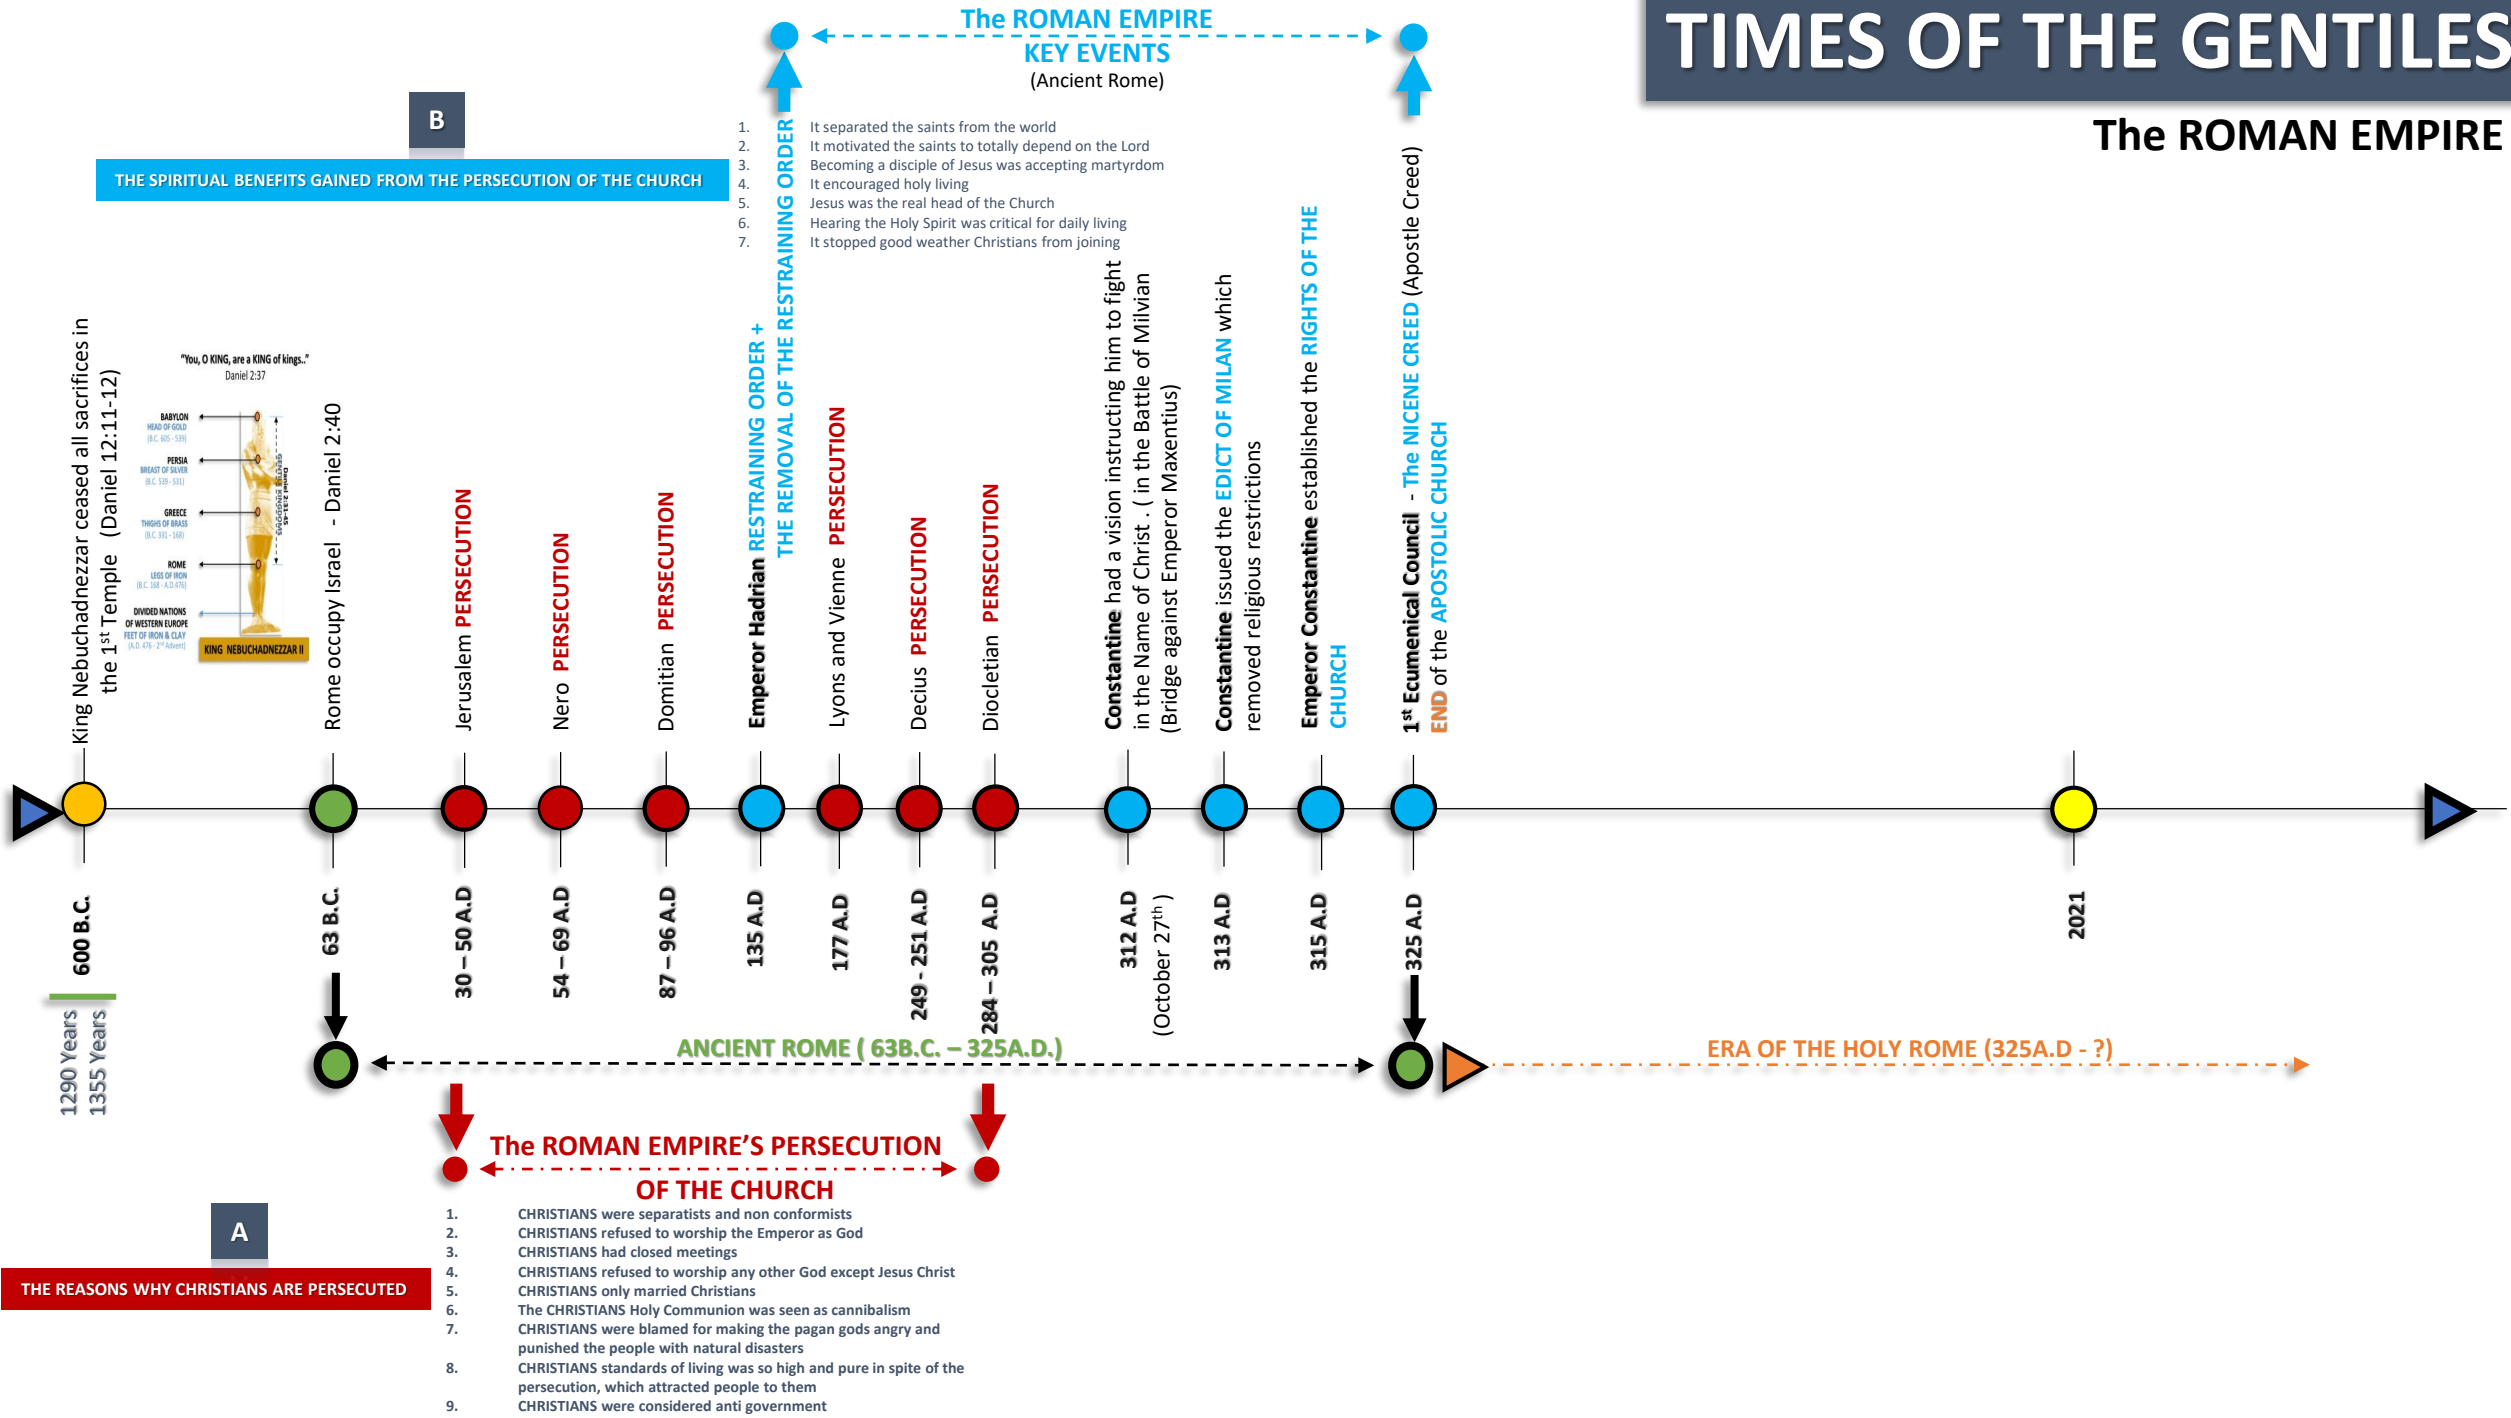 TIMES OF THE GENTILES
The ROMAN EMPIRE
The ROMAN EMPIRE
KEY EVENTS
(Ancient Rome)
B
THE SPIRITUAL BENEFITS GAINED FROM THE PERSECUTION OF THE CHURCH
1. It separated the saints from the world
2. It motivated the saints to totally depend on the Lord
3. Becoming a disciple of Jesus was accepting martyrdom
4. It encouraged holy living
5. Jesus was the real head of the Church
6. Hearing the Holy Spirit was critical for daily living
7. It stopped good weather Christians from joining
King Nebuchadnezzar ceased all sacrifices in
the 1st Temple (Daniel 12:11-12)
"You, O KING, are a KING of kings.."
Daniel 2:37
BABYLON
HEAD OF GOLD
(B.C. 605 - 539)
PERSIA
BREAST OF SILVER
(B.C. 539 - 531)
GREECE
THIGHS OF BRASS
(B.C. 331 - 168)
ROME
LEGS OF IRON
(B.C. 168 - A.D.476)
DIVIDED NATIONS
OF WESTERN EUROPE
FEET OF IRON & CLAY
(A.D. 476 - 2nd Advent)
Daniel 2:31-45
GENTILE KINGDOMS
KING NEBUCHADNEZZAR II
Rome occupy Israel - Daniel 2:40
Jerusalem PERSECUTION
Nero PERSECUTION
Domitian PERSECUTION
Emperor Hadrian RESTRAINING ORDER +
THE REMOVAL OF THE RESTRAINING ORDER
Lyons and Vienne PERSECUTION
Decius PERSECUTION
Diocletian PERSECUTION
Constantine had a vision instructing him to fight
in the Name of Christ . ( in the Battle of Milvian
(Bridge against Emperor Maxentius)
Constantine issued the EDICT OF MILAN which
removed religious restrictions
Emperor Constantine established the RIGHTS OF THE
CHURCH
1st Ecumenical Council - The NICENE CREED (Apostle Creed)
END of the APOSTOLIC CHURCH
600 B.C.
63 B.C.
30 – 50 A.D
54 – 69 A.D
87 – 96 A.D
135 A.D
177 A.D
249 - 251 A.D
284 – 305 A.D
312 A.D
(October 27th )
313 A.D
315 A.D
325 A.D
2021
1290 Years
1355 Years
ANCIENT ROME ( 63B.C. – 325A.D.)
ERA OF THE HOLY ROME (325A.D - ?)
The ROMAN EMPIRE'S PERSECUTION
OF THE CHURCH
A
THE REASONS WHY CHRISTIANS ARE PERSECUTED
1. CHRISTIANS were separatists and non conformists
2. CHRISTIANS refused to worship the Emperor as God
3. CHRISTIANS had closed meetings
4. CHRISTIANS refused to worship any other God except Jesus Christ
5. CHRISTIANS only married Christians
6. The CHRISTIANS Holy Communion was seen as cannibalism
7. CHRISTIANS were blamed for making the pagan gods angry and
punished the people with natural disasters
8. CHRISTIANS standards of living was so high and pure in spite of the
persecution, which attracted people to them
9. CHRISTIANS were considered anti government